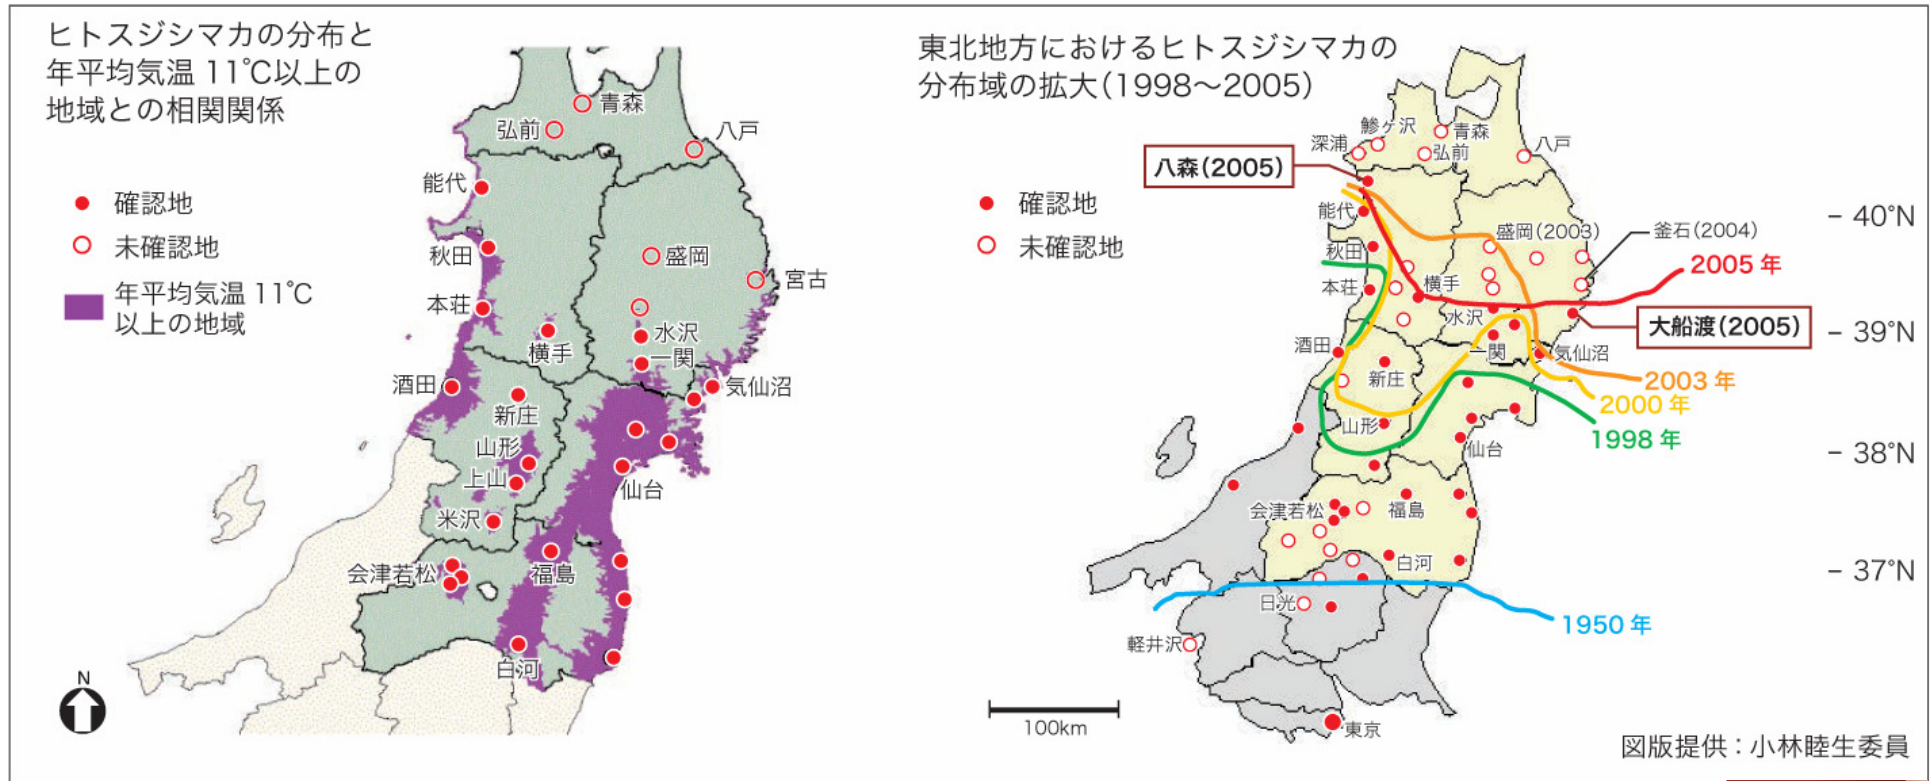 ヒトスジシマカの分布と
年平均気温 11℃以上の
地域との相関関係
確認地
未確認地
年平均気温 11℃
以上の地域
青森
弘前
八戸
能代
秋田
盛岡
宮古
本荘
横手
水沢
一関
酒田
新庄
気仙沼
山形
上山
仙台
米沢
会津若松
福島
白河
N
東北地方におけるヒトスジシマカの
分布域の拡大(1998〜2005)
確認地
未確認地
鰺ヶ沢
青森
深浦
弘前
八戸
八森(2005)
能代
盛岡(2003)
釜石(2004)
秋田
2005 年
本荘
横手
水沢
大船渡(2005)
酒田
一関
気仙沼
新庄
2003 年
2000 年
山形
1998 年
仙台
会津若松
福島
白河
日光
1950 年
軽井沢
東京
100km
− 40°N
− 39°N
− 38°N
− 37°N
図版提供：小林睦生委員